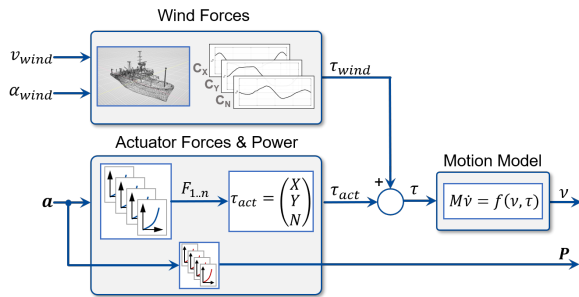 Wind Forces
v_wind
α_wind
C_X
C_Y
C_N
τ_wind
Actuator Forces & Power
a
F_1..n
τ_act = (X
Y
N)
τ_act
+
τ
Motion Model
Mν̇ = f(ν, τ)
ν
P